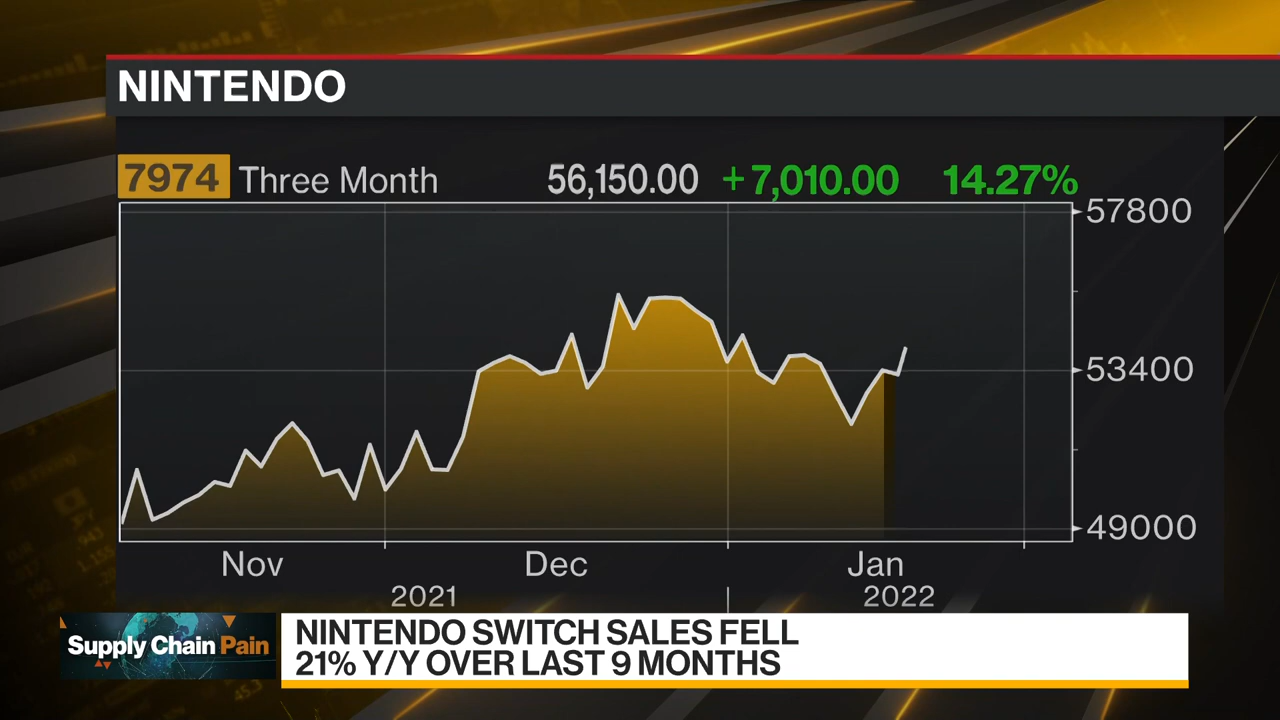 NINTENDO
7974 Three Month 56,150.00 +7,010.00 14.27%
57800
53400
49000
Nov Dec Jan
2021 2022
Supply Chain Pain
NINTENDO SWITCH SALES FELL
21% Y/Y OVER LAST 9 MONTHS